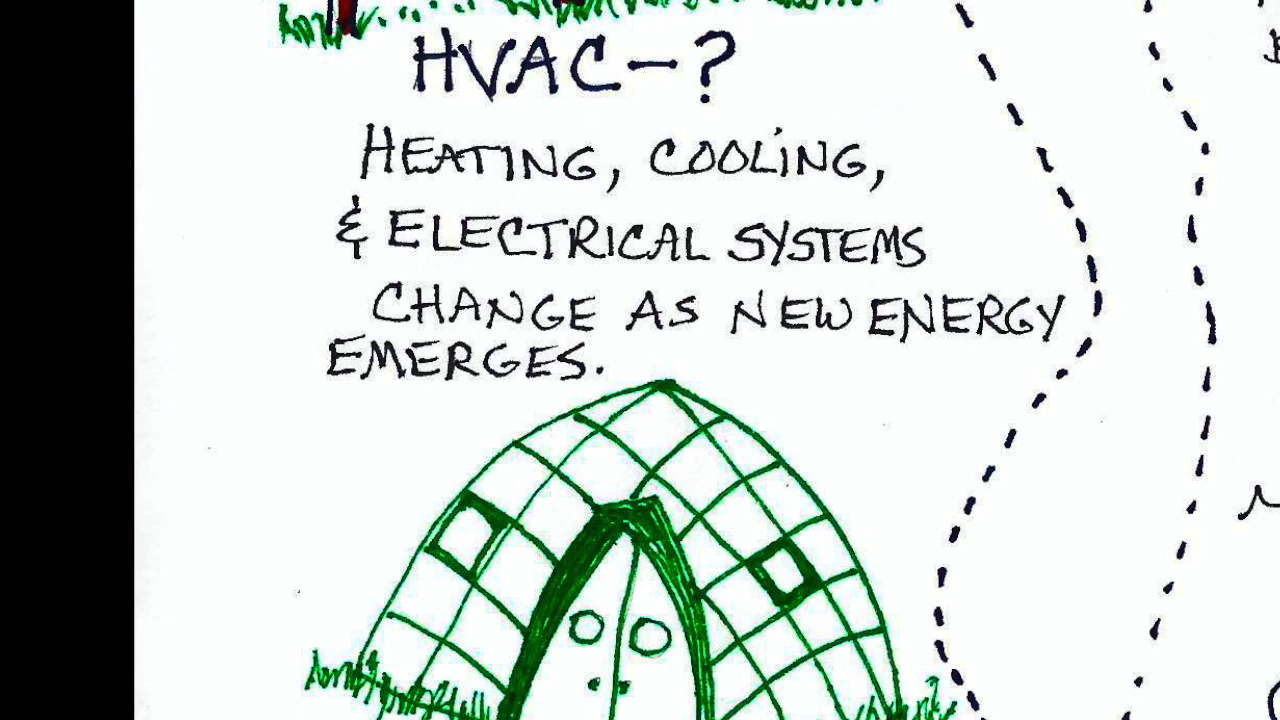 HVAC-?
HEATING, COOLING,
& ELECTRICAL SYSTEMS
CHANGE AS NEW ENERGY
EMERGES.